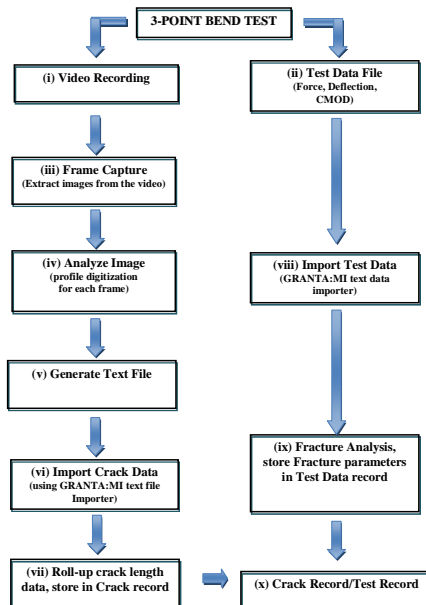 3-POINT BEND TEST
(i) Video Recording
(ii) Test Data File
(Force, Deflection,
CMOD)
(iii) Frame Capture
(Extract images from the video)
(iv) Analyze Image
(profile digitization
for each frame)
(viii) Import Test Data
(GRANTA:MI text data
importer)
(v) Generate Text File
(vi) Import Crack Data
(using GRANTA:MI text file
Importer)
(ix) Fracture Analysis,
store Fracture parameters
in Test Data record
(vii) Roll-up crack length
data, store in Crack record
(x) Crack Record/Test Record